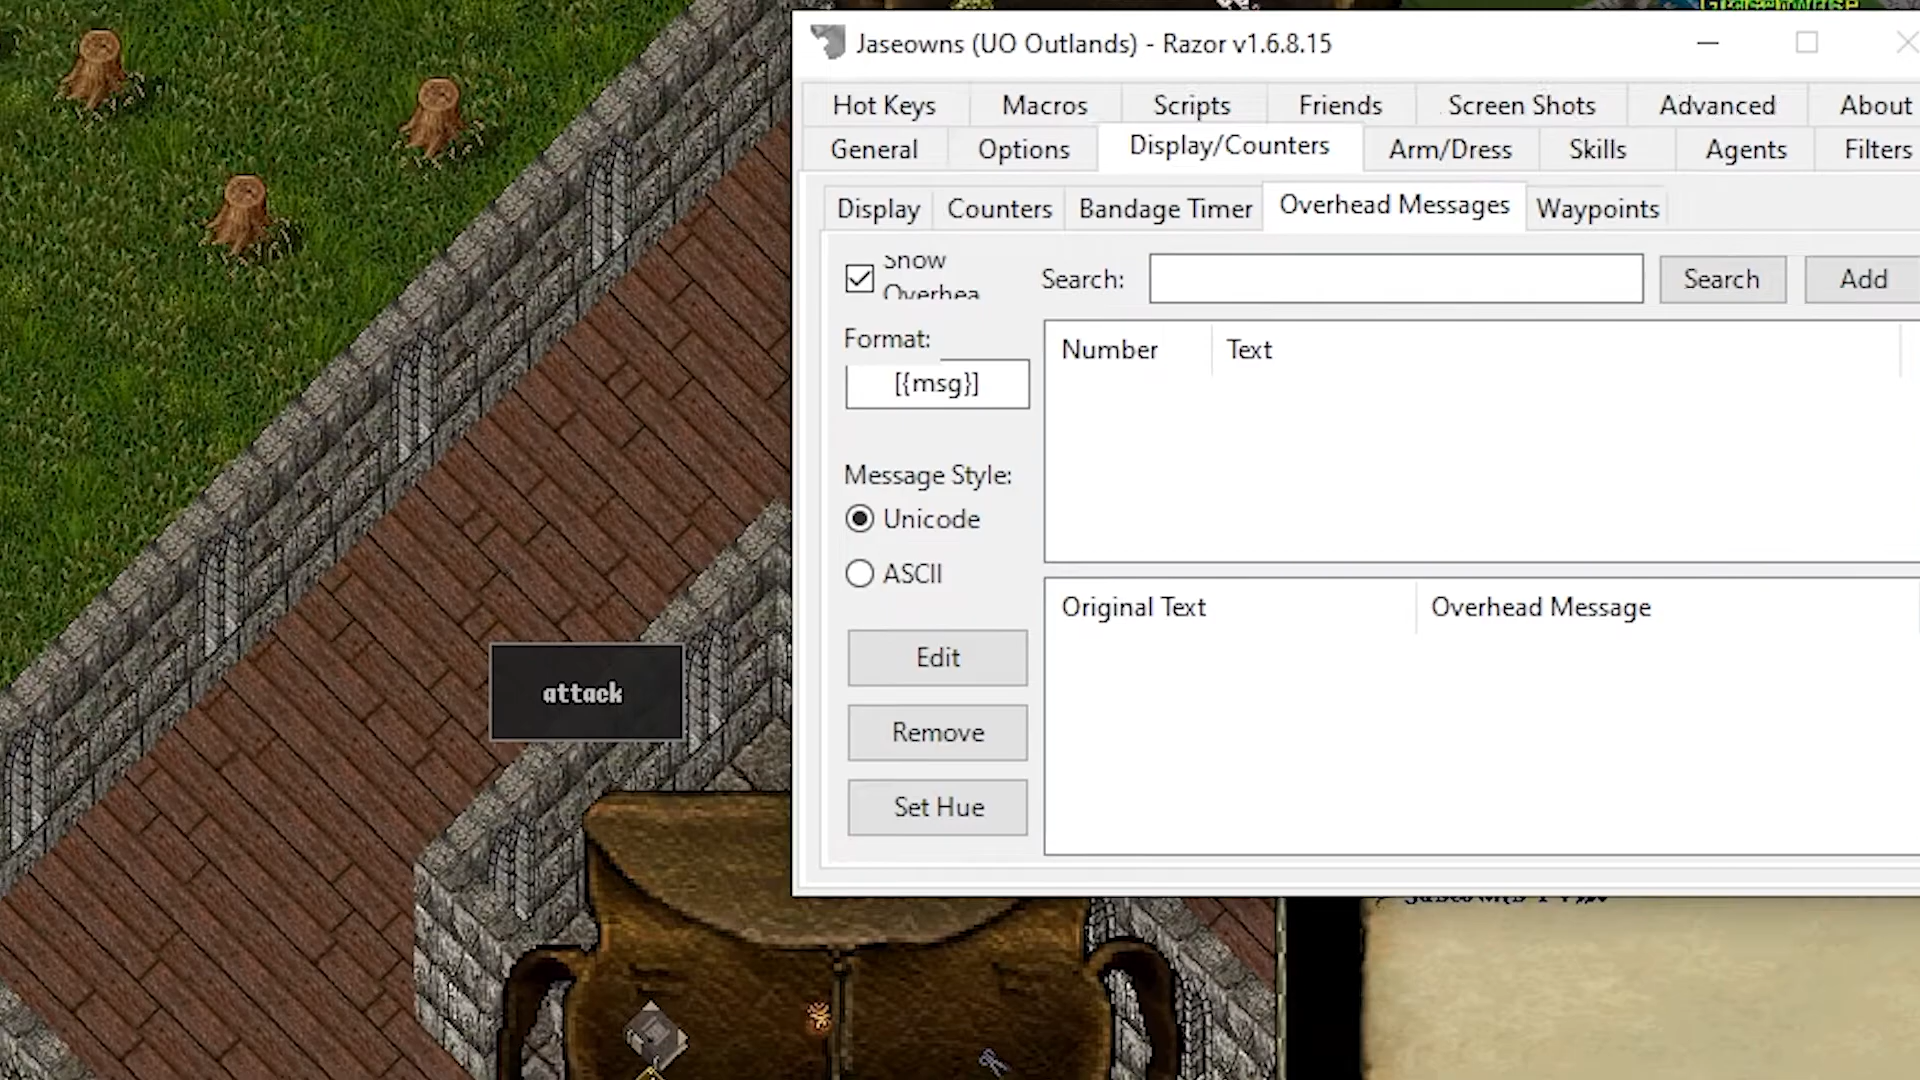 Jaseowns (UO Outlands) - Razor v1.6.8.15
Hot Keys Macros Scripts Friends Screen Shots Advanced About
General Options Display/Counters Arm/Dress Skills Agents Filters
Display Counters Bandage Timer Overhead Messages Waypoints
Show
Overhea
Search: Search Add
Format:
[{msg}]
Number Text
Message Style:
Unicode
ASCII
Original Text Overhead Message
Edit
Remove
Set Hue
attack